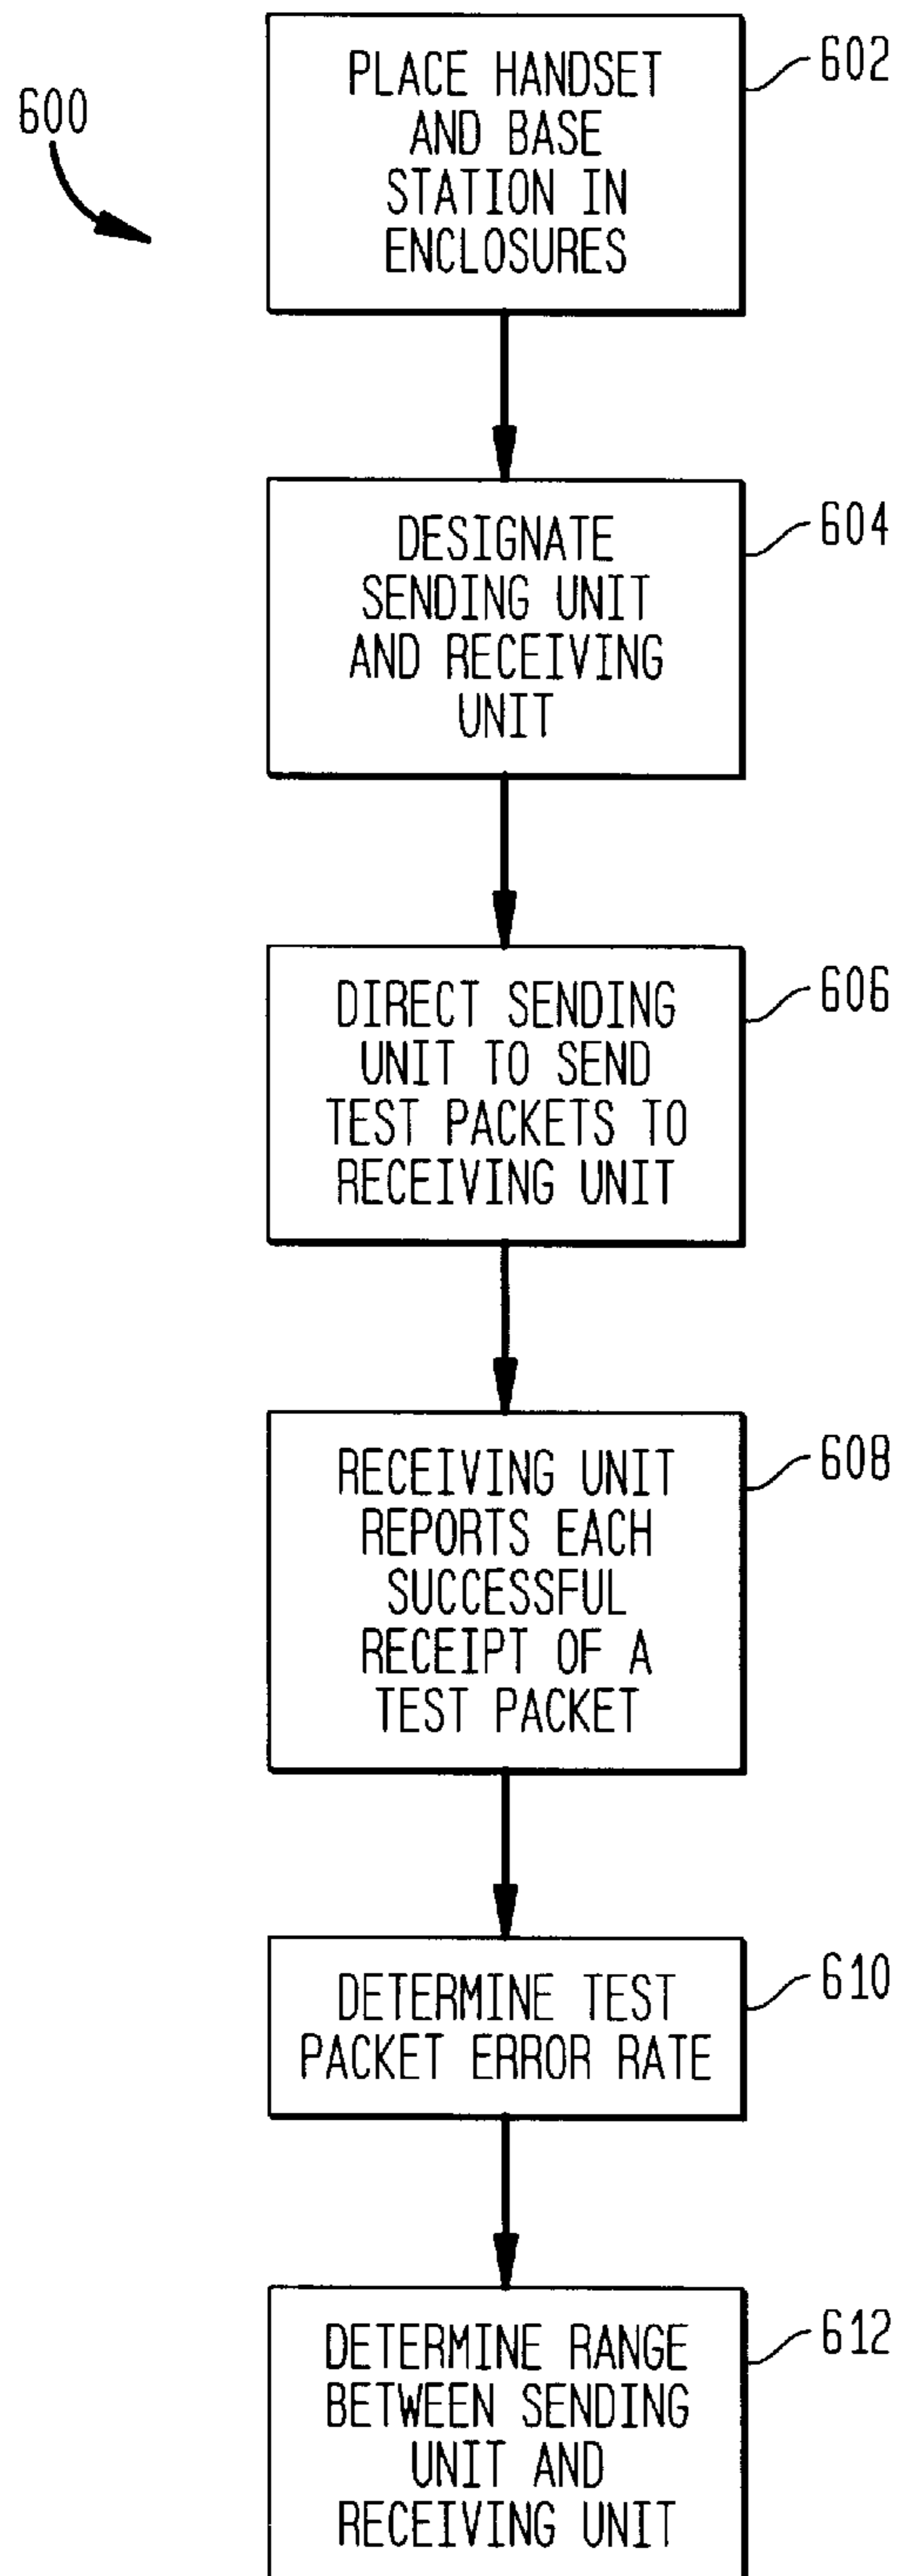 600
PLACE HANDSET
AND BASE
STATION IN
ENCLOSURES
602
DESIGNATE
SENDING UNIT
AND RECEIVING
UNIT
604
DIRECT SENDING
UNIT TO SEND
TEST PACKETS TO
RECEIVING UNIT
606
RECEIVING UNIT
REPORTS EACH
SUCCESSFUL
RECEIPT OF A
TEST PACKET
608
DETERMINE TEST
PACKET ERROR RATE
610
DETERMINE RANGE
BETWEEN SENDING
UNIT AND
RECEIVING UNIT
612